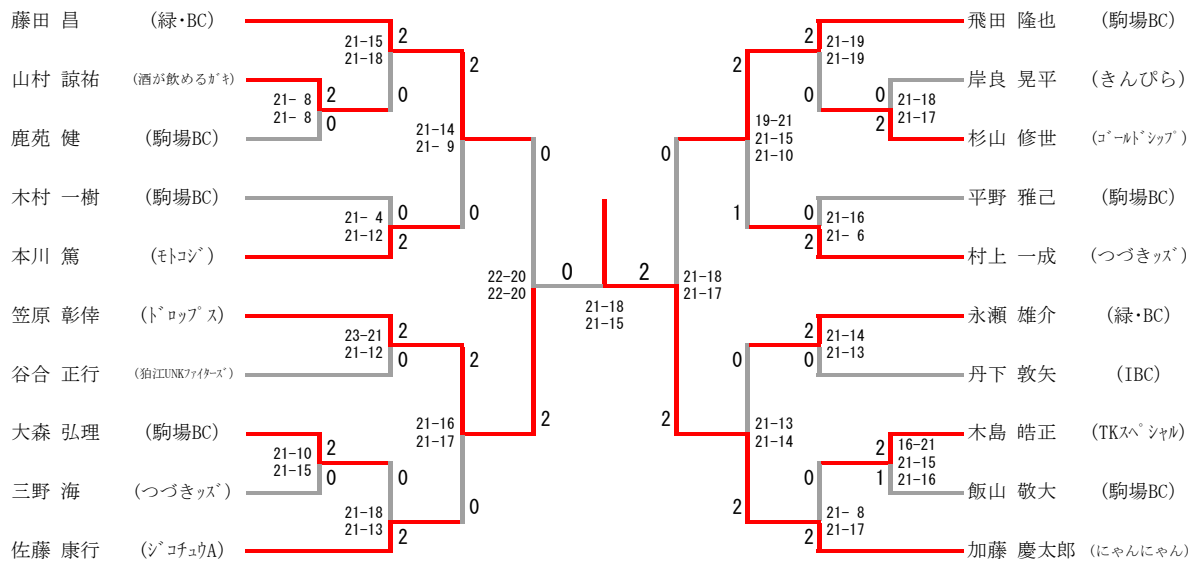 藤田 昌 (緑・BC)
山村 諒祐 (酒が飲めるｶﾞｷ)
鹿苑 健 (駒場BC)
木村 一樹 (駒場BC)
本川 篤 (ﾓﾄｺｼﾞ)
笠原 彰倖 (ﾄﾞﾛｯﾌﾟｽ)
谷合 正行 (狛江UNKﾌｧｲﾀｰｽﾞ)
大森 弘理 (駒場BC)
三野 海 (つづきッズ)
佐藤 康行 (ｼﾞｺﾁｭｳA)
21-15 2
21-18
0
21- 8 2
21- 8 0
2
21-14
21- 9
0
21- 4 0
21-12 2
0
22-20
22-20
2
23-21 2
21-12 0
2
21-16
21-17
0
21-10 2
21-15 0
0
21-18
21-13 2
0 2
21-18
21-15
0
21-18
21-17
2
2
19-21
21-15
21-10
1
2 21-19
21-19
0
0 21-18
2 21-17
0 21-16
2 21- 6
0
21-13
21-14
2
2 21-14
0 21-13
2 16-21
21-15
1 21-16
0
21- 8
2 21-17
飛田 隆也 (駒場BC)
岸良 晃平 (きんぴら)
杉山 修世 (ｺﾞｰﾙﾄﾞｼｯﾌﾟ)
平野 雅己 (駒場BC)
村上 一成 (つづきッズ)
永瀬 雄介 (緑・BC)
丹下 敦矢 (IBC)
木島 皓正 (TKｽﾍﾟｼｬﾙ)
飯山 敬大 (駒場BC)
加藤 慶太郎 (にゃんにゃん)